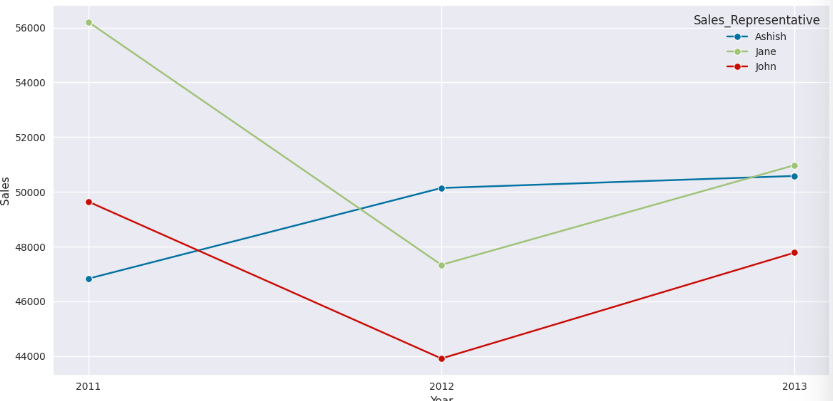 Sales_Representative
Ashish
Jane
John
56000
54000
52000
50000
48000
46000
44000
Sales
2011 2012 2013
Year